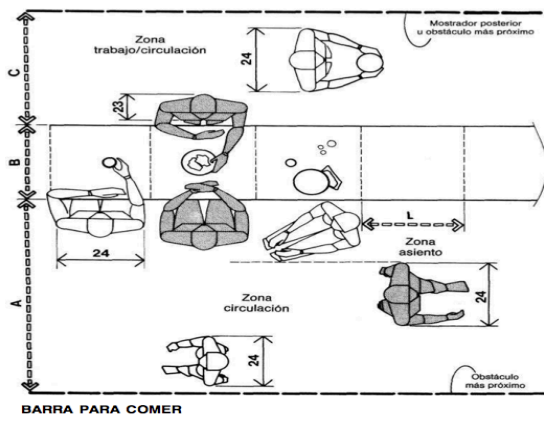 Mostrador posterior
u obstáculo más próximo
Zona
trabajo/circulación
24
C
23
B
L
24
Zona
asiento
24
A
Zona
circulación
24
Obstáculo
más próximo
BARRA PARA COMER